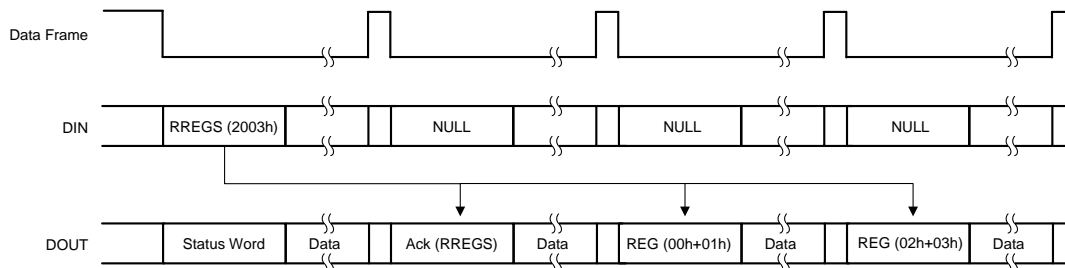 Data Frame
DIN RREGS (2003h) NULL NULL NULL
DOUT Status Word Data Ack (RREGS) Data REG (00h+01h) Data REG (02h+03h) Data